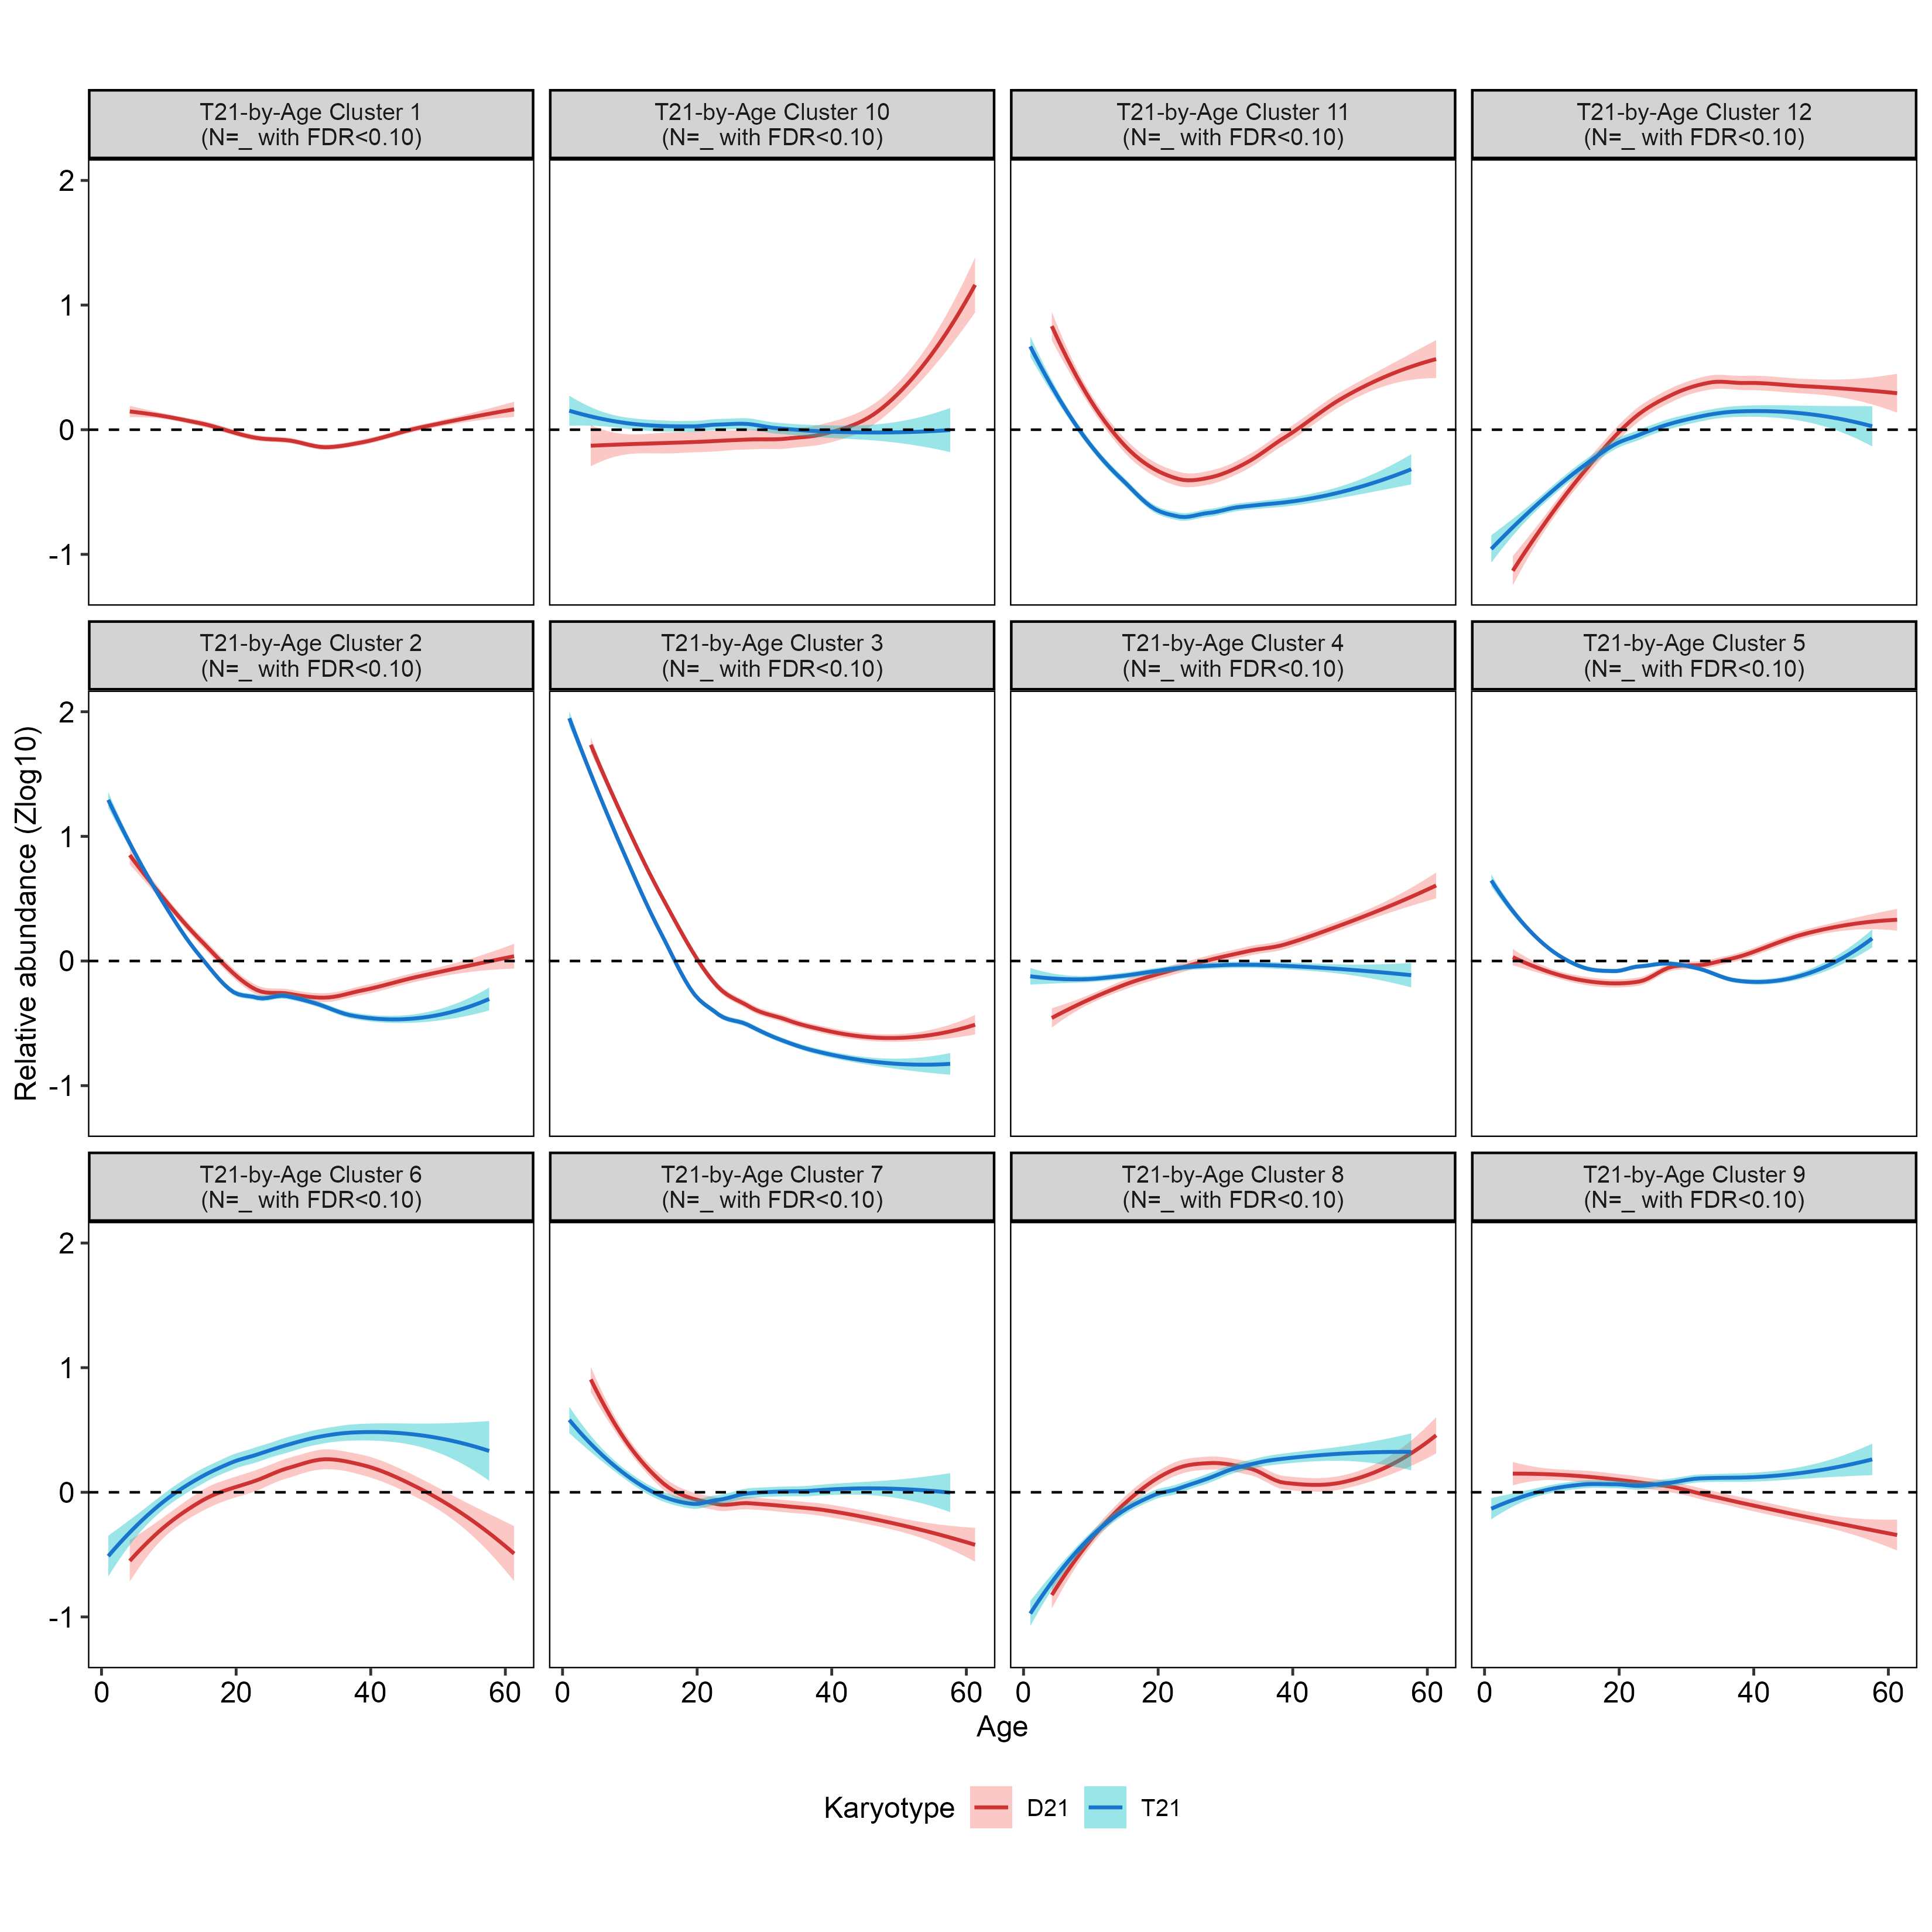 T21-by-Age Cluster 1
(N=_ with FDR<0.10)
T21-by-Age Cluster 10
(N=_ with FDR<0.10)
T21-by-Age Cluster 11
(N=_ with FDR<0.10)
T21-by-Age Cluster 12
(N=_ with FDR<0.10)
2
1
0
-1
T21-by-Age Cluster 2
(N=_ with FDR<0.10)
T21-by-Age Cluster 3
(N=_ with FDR<0.10)
T21-by-Age Cluster 4
(N=_ with FDR<0.10)
T21-by-Age Cluster 5
(N=_ with FDR<0.10)
Relative abundance (Zlog10)
2
1
0
-1
T21-by-Age Cluster 6
(N=_ with FDR<0.10)
T21-by-Age Cluster 7
(N=_ with FDR<0.10)
T21-by-Age Cluster 8
(N=_ with FDR<0.10)
T21-by-Age Cluster 9
(N=_ with FDR<0.10)
2
1
0
-1
0 20 40 60
0 20 40 60
0 20 40 60
0 20 40 60
Age
Karyotype D21 T21